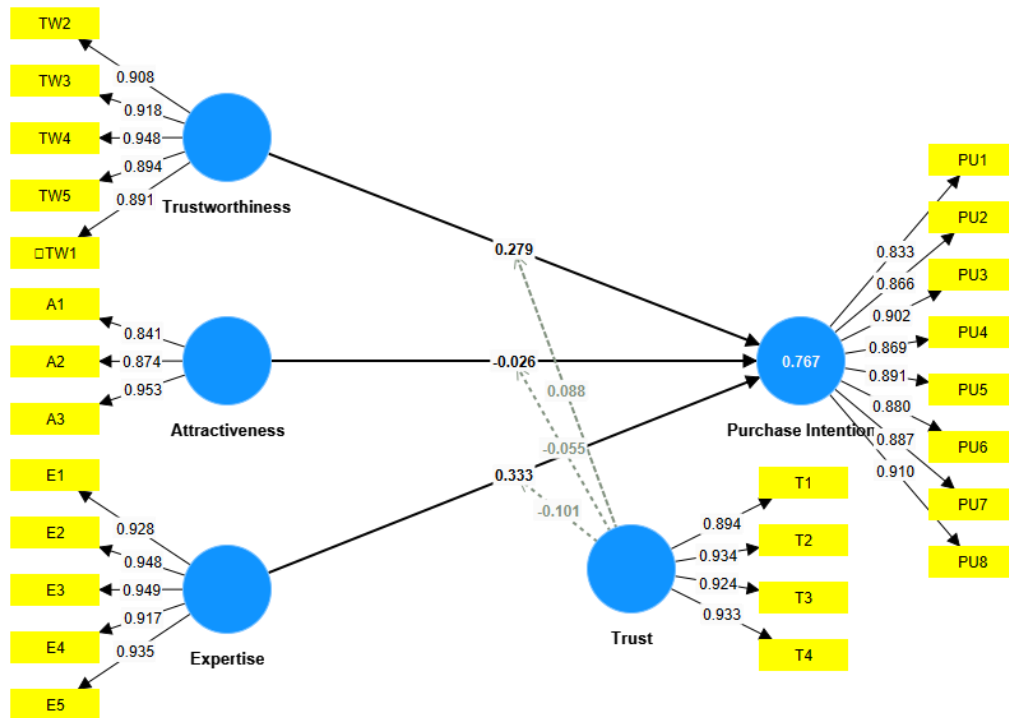 TW2
TW3
TW4
TW5
□TW1
0.908
0.918
0.948
0.894
0.891
Trustworthiness
A1
A2
A3
0.841
0.874
0.953
Attractiveness
E1
E2
E3
E4
E5
0.928
0.948
0.949
0.917
0.935
Expertise
0.279
-0.026
0.333
0.088
-0.055
-0.101
0.767
Purchase Intention
PU1
PU2
PU3
PU4
PU5
PU6
PU7
PU8
0.833
0.866
0.902
0.869
0.891
0.880
0.887
0.910
T1
T2
T3
T4
0.894
0.934
0.924
0.933
Trust